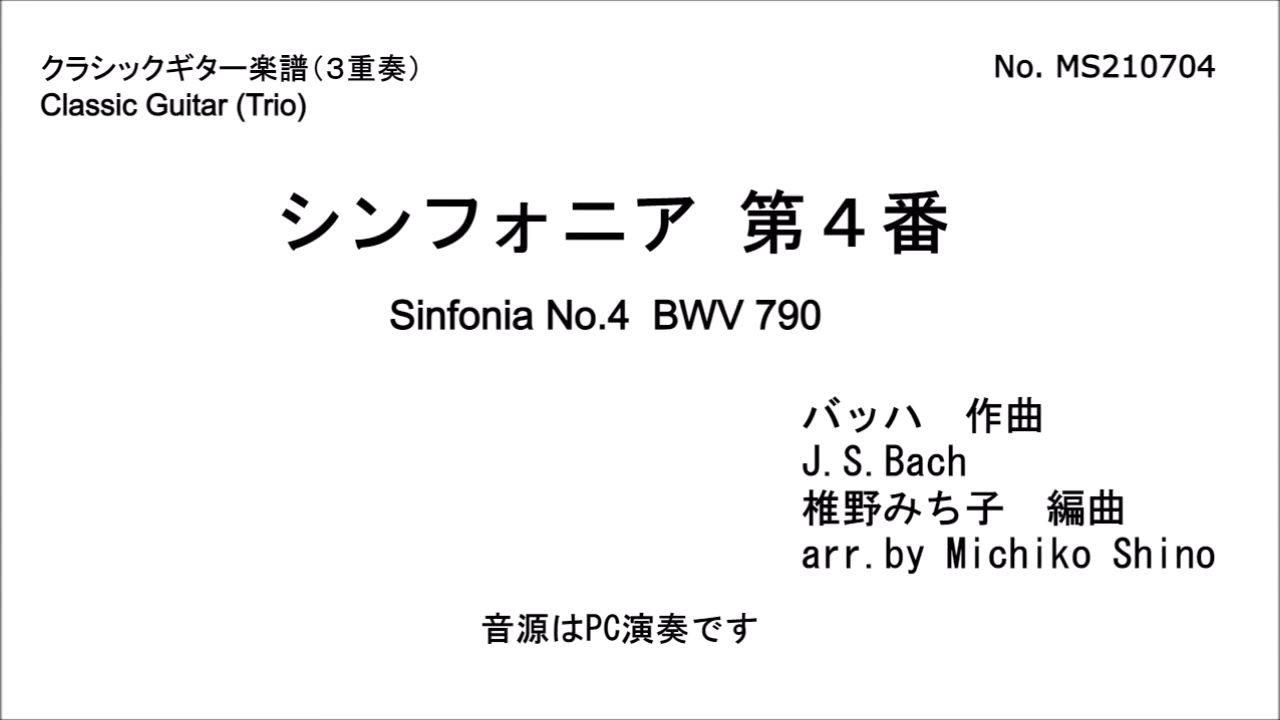 クラシックギター楽譜（３重奏）
No. MS210704
Classic Guitar (Trio)
シンフォニア 第４番
Sinfonia No.4 BWV 790
バッハ　作曲
J.S.Bach
椎野みち子　編曲
arr.by Michiko Shino
音源はPC演奏です